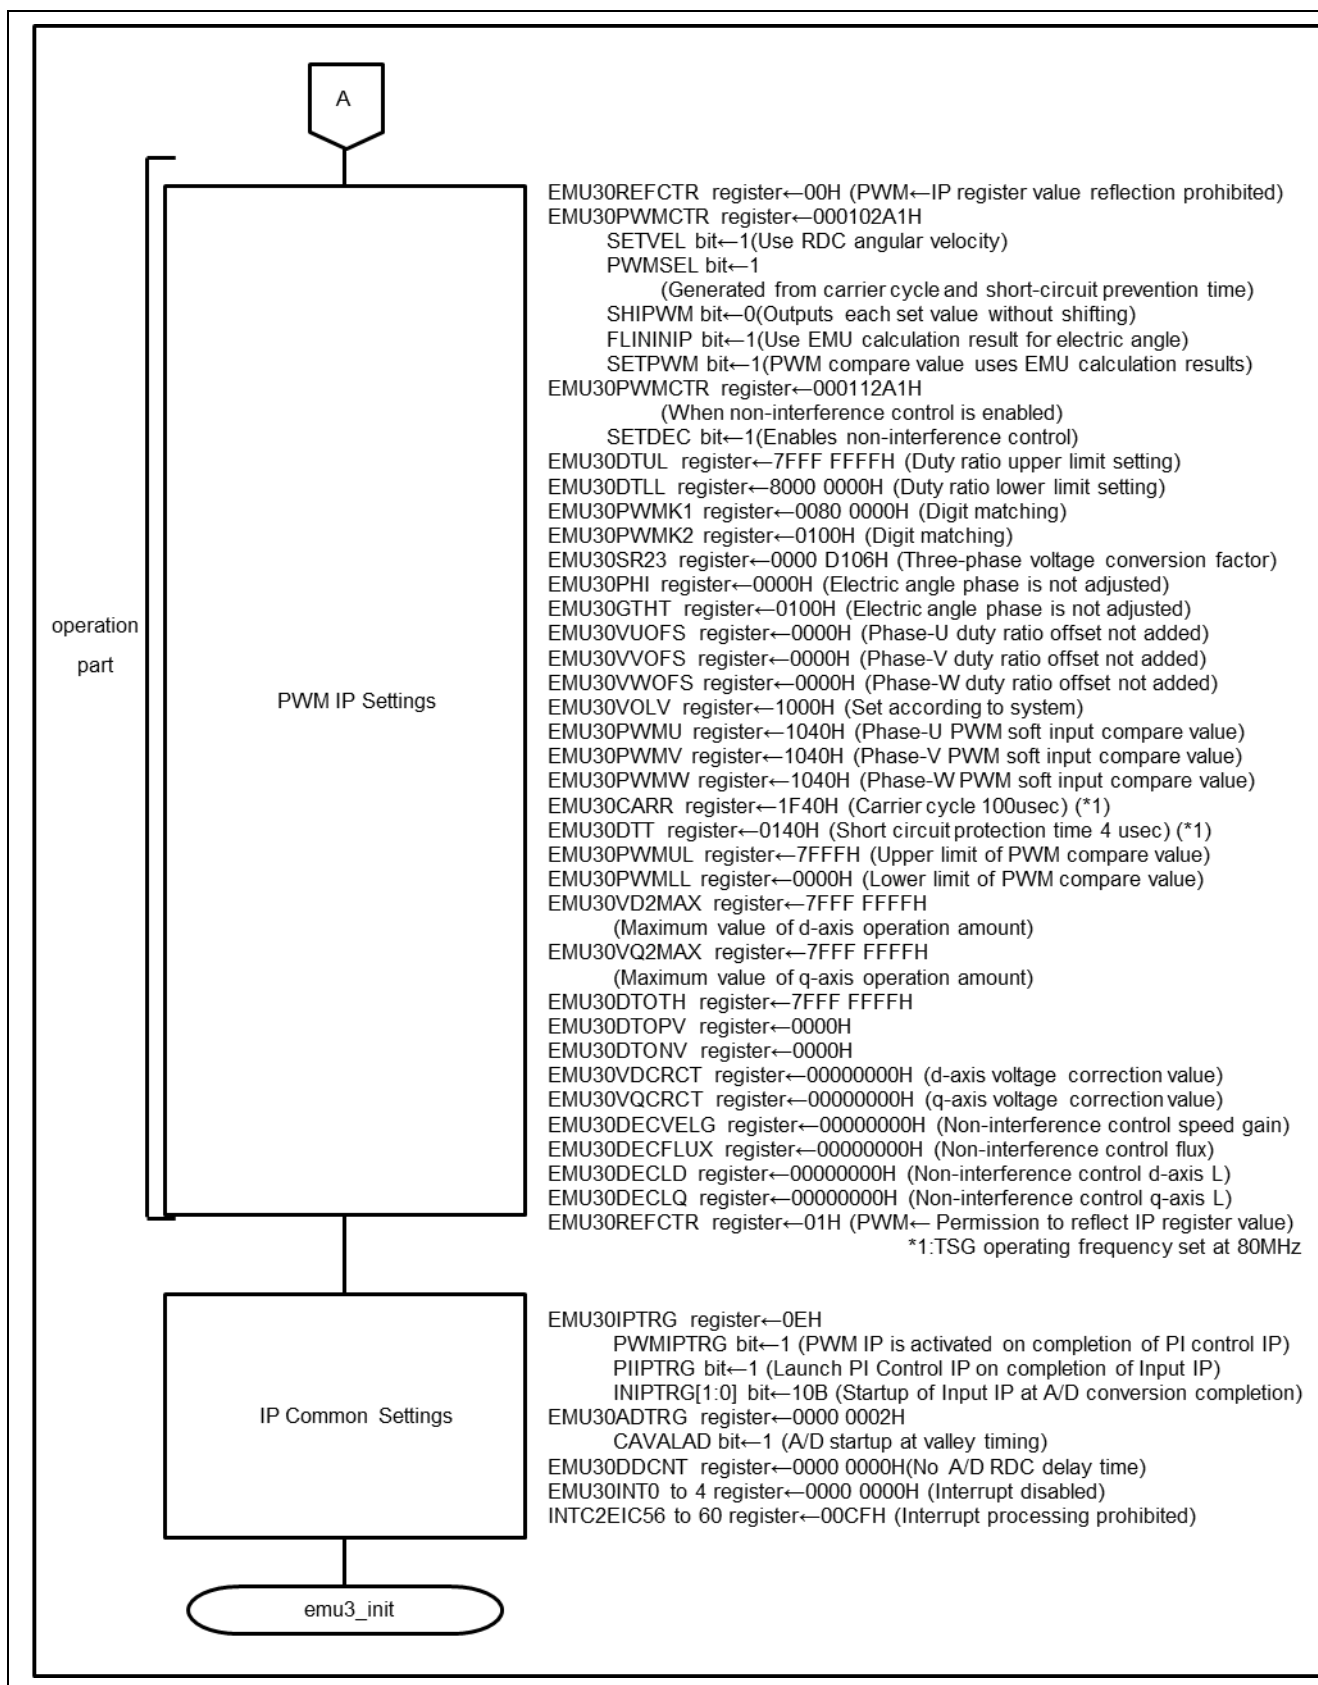 A
operation
part
PWM IP Settings
EMU30REFCTR register←00H (PWM←IP register value reflection prohibited)
EMU30PWMCTR register←000102A1H
SETVEL bit←1(Use RDC angular velocity)
PWMSEL bit←1
(Generated from carrier cycle and short-circuit prevention time)
SHIPWM bit←0(Outputs each set value without shifting)
FLININIP bit←1(Use EMU calculation result for electric angle)
SETPWM bit←1(PWM compare value uses EMU calculation results)
EMU30PWMCTR register←000112A1H
(When non-interference control is enabled)
SETDEC bit←1(Enables non-interference control)
EMU30DTUL register←7FFF FFFFH (Duty ratio upper limit setting)
EMU30DTLL register←8000 0000H (Duty ratio lower limit setting)
EMU30PWMK1 register←0080 0000H (Digit matching)
EMU30PWMK2 register←0100H (Digit matching)
EMU30SR23 register←0000 D106H (Three-phase voltage conversion factor)
EMU30PHI register←0000H (Electric angle phase is not adjusted)
EMU30GTHT register←0100H (Electric angle phase is not adjusted)
EMU30VUOFS register←0000H (Phase-U duty ratio offset not added)
EMU30VVOFS register←0000H (Phase-V duty ratio offset not added)
EMU30VWOFS register←0000H (Phase-W duty ratio offset not added)
EMU30VOLV register←1000H (Set according to system)
EMU30PWMU register←1040H (Phase-U PWM soft input compare value)
EMU30PWMV register←1040H (Phase-V PWM soft input compare value)
EMU30PWMW register←1040H (Phase-W PWM soft input compare value)
EMU30CARR register←1F40H (Carrier cycle 100usec) (*1)
EMU30DTT register←0140H (Short circuit protection time 4 usec) (*1)
EMU30PWMUL register←7FFFH (Upper limit of PWM compare value)
EMU30PWMLL register←0000H (Lower limit of PWM compare value)
EMU30VD2MAX register←7FFF FFFFH
(Maximum value of d-axis operation amount)
EMU30VQ2MAX register←7FFF FFFFH
(Maximum value of q-axis operation amount)
EMU30DTOTH register←7FFF FFFFH
EMU30DTOPV register←0000H
EMU30DTONV register←0000H
EMU30VDCRCT register←00000000H (d-axis voltage correction value)
EMU30VQCRCT register←00000000H (q-axis voltage correction value)
EMU30DECVELG register←00000000H (Non-interference control speed gain)
EMU30DECFLUX register←00000000H (Non-interference control flux)
EMU30DECLD register←00000000H (Non-interference control d-axis L)
EMU30DECLQ register←00000000H (Non-interference control q-axis L)
EMU30REFCTR register←01H (PWM← Permission to reflect IP register value)
*1:TSG operating frequency set at 80MHz
IP Common Settings
EMU30IPTRG register←0EH
PWMIPTRG bit←1 (PWM IP is activated on completion of PI control IP)
PIIPTRG bit←1 (Launch PI Control IP on completion of Input IP)
INIPTRG[1:0] bit←10B (Startup of Input IP at A/D conversion completion)
EMU30ADTRG register←0000 0002H
CAVALAD bit←1 (A/D startup at valley timing)
EMU30DDCNT register←0000 0000H(No A/D RDC delay time)
EMU30INT0 to 4 register←0000 0000H (Interrupt disabled)
INTC2EIC56 to 60 register←00CFH (Interrupt processing prohibited)
emu3_init